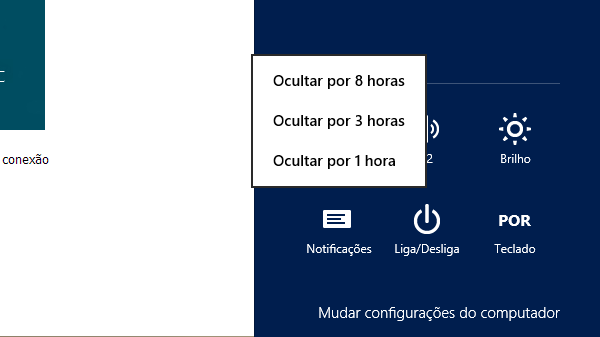 Ocultar por 8 horas
Ocultar por 3 horas
Ocultar por 1 hora
conexão
2
Brilho
Notificações
Liga/Desliga
POR
Teclado
Mudar configurações do computador